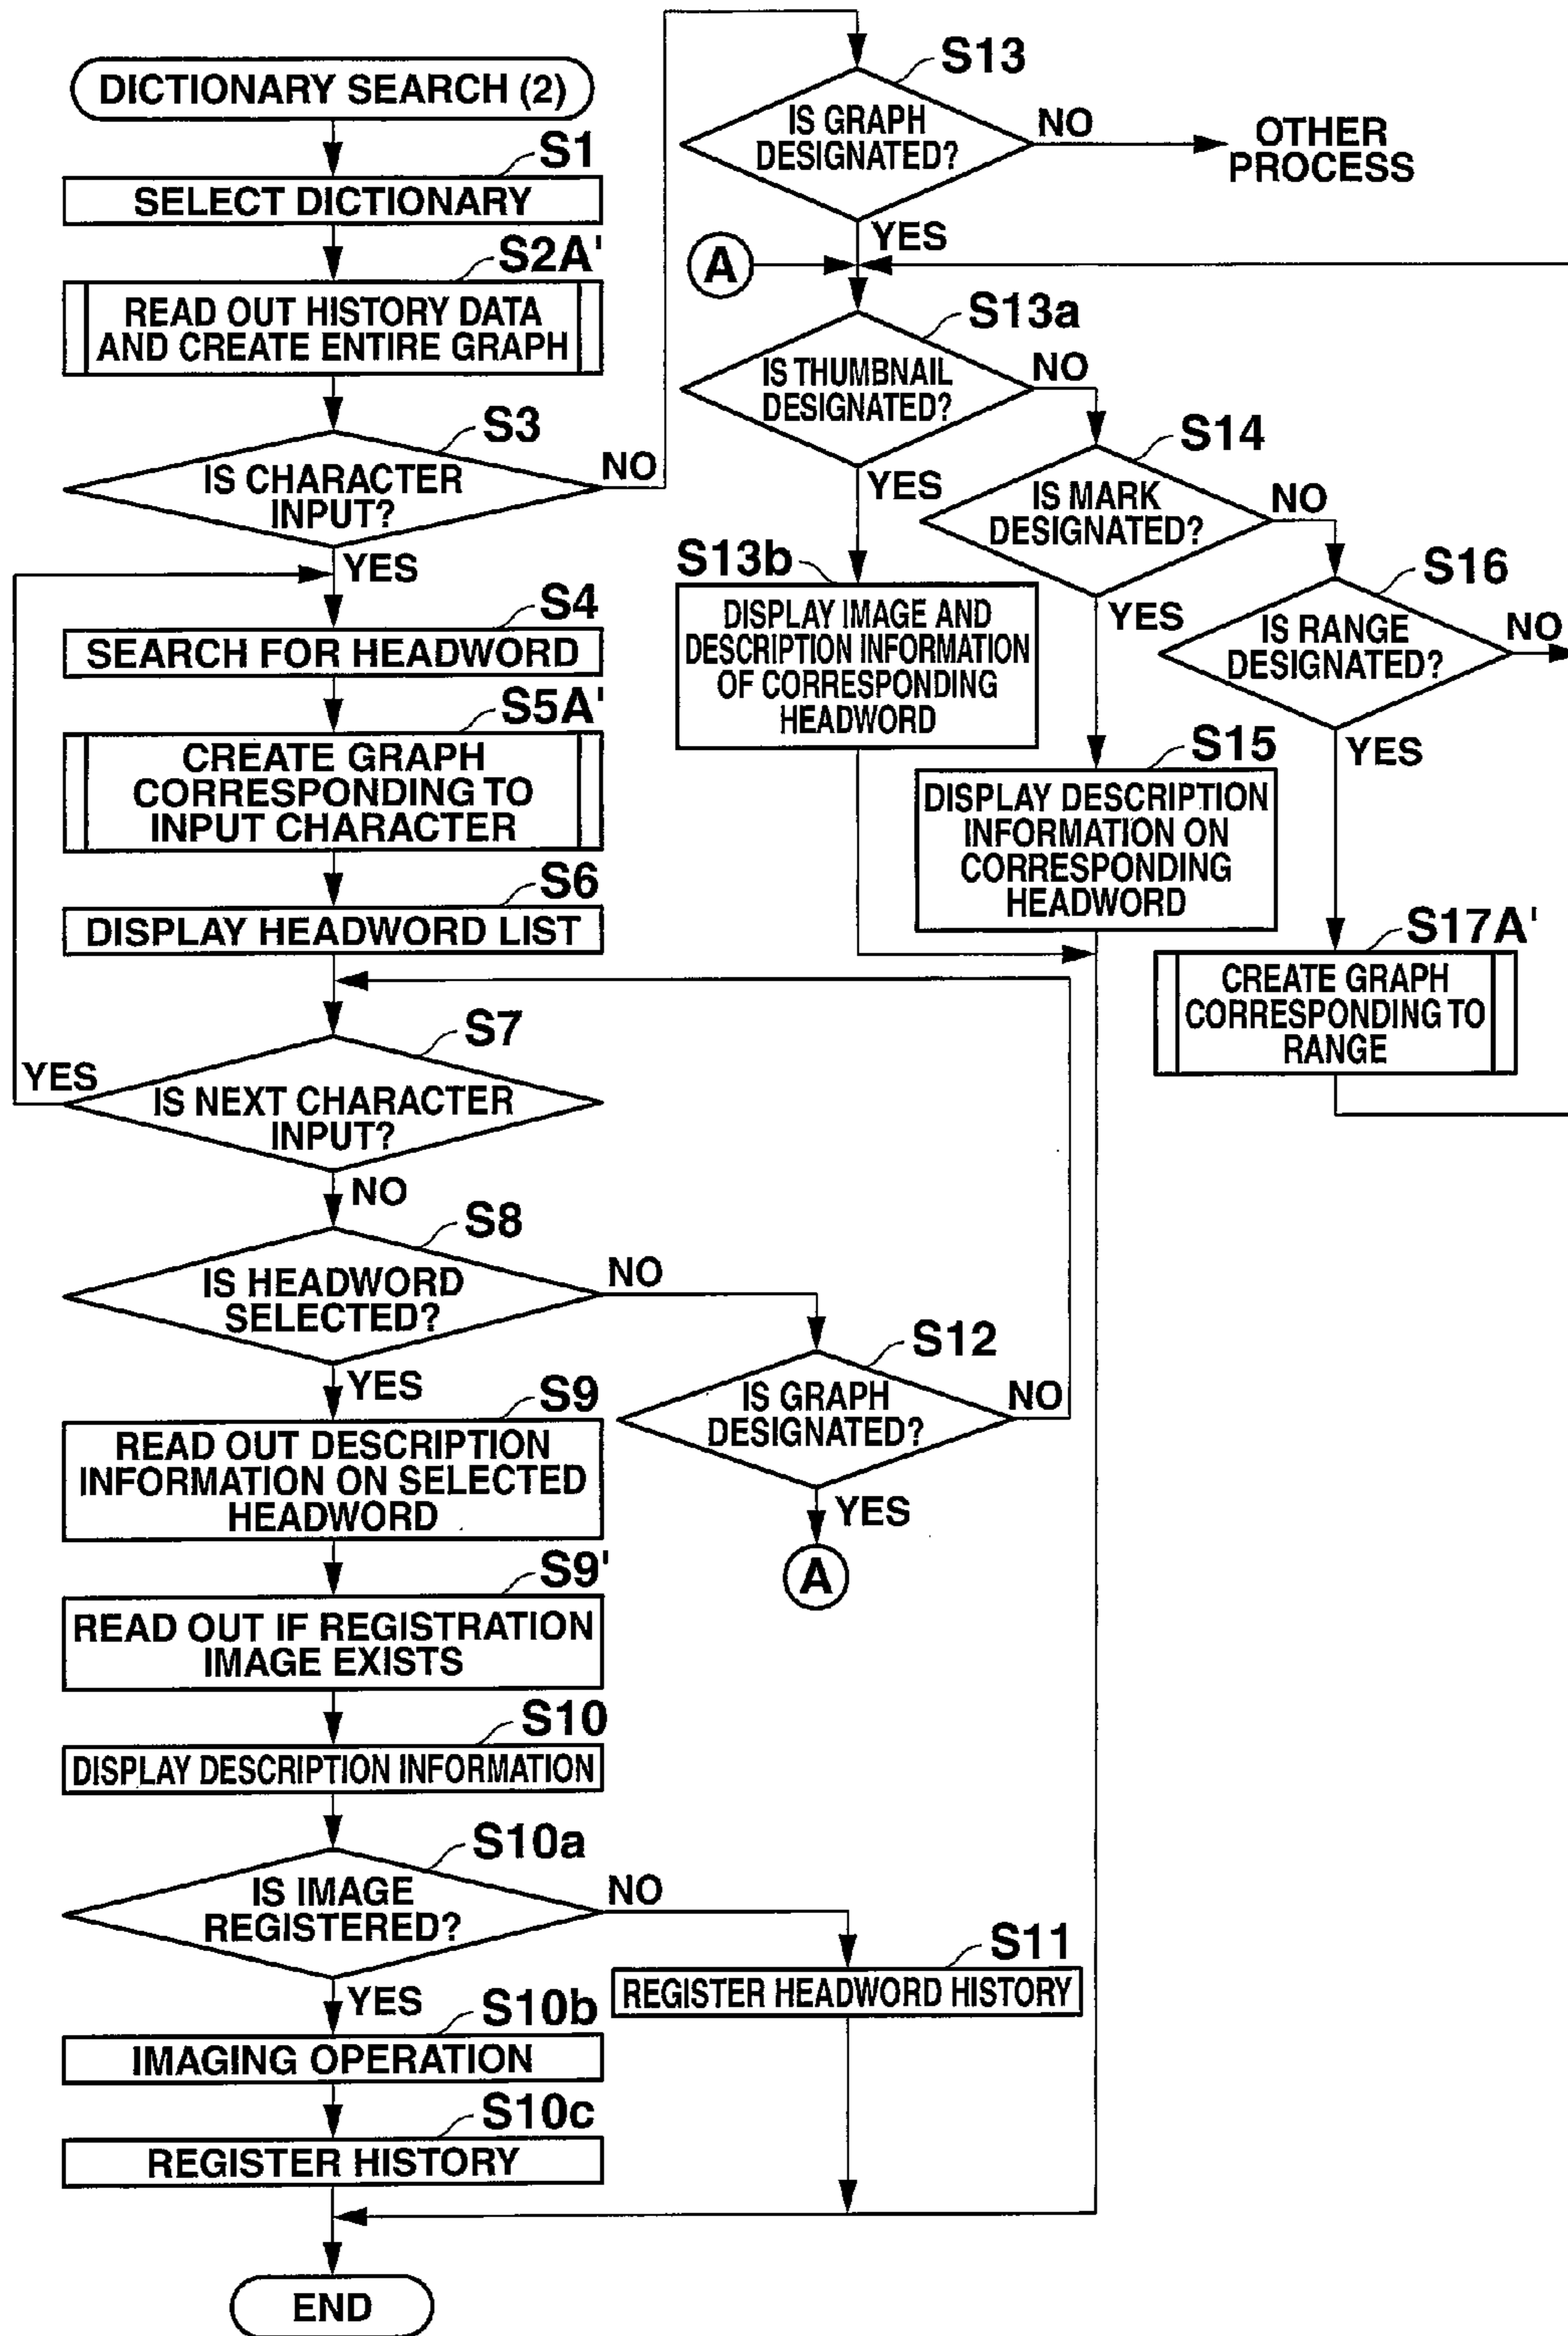 DICTIONARY SEARCH (2)
S1
SELECT DICTIONARY
S2A'
READ OUT HISTORY DATA
AND CREATE ENTIRE GRAPH
S3
IS CHARACTER
INPUT?
NO
YES
S4
SEARCH FOR HEADWORD
S5A'
CREATE GRAPH
CORRESPONDING TO
INPUT CHARACTER
S6
DISPLAY HEADWORD LIST
S7
YES
IS NEXT CHARACTER
INPUT?
NO
S8
IS HEADWORD
SELECTED?
NO
YES
S9
READ OUT DESCRIPTION
INFORMATION ON SELECTED
HEADWORD
S9'
READ OUT IF REGISTRATION
IMAGE EXISTS
S10
DISPLAY DESCRIPTION INFORMATION
S10a
IS IMAGE
REGISTERED?
NO
YES
S10b
IMAGING OPERATION
S10c
REGISTER HISTORY
END
S11
REGISTER HEADWORD HISTORY
S12
IS GRAPH
DESIGNATED?
NO
YES
A
S13
IS GRAPH
DESIGNATED?
NO
OTHER
PROCESS
YES
A
S13a
IS THUMBNAIL
DESIGNATED?
NO
YES
S13b
DISPLAY IMAGE AND
DESCRIPTION INFORMATION
OF CORRESPONDING
HEADWORD
S14
IS MARK
DESIGNATED?
NO
YES
S15
DISPLAY DESCRIPTION
INFORMATION ON
CORRESPONDING
HEADWORD
S16
IS RANGE
DESIGNATED?
NO
YES
S17A'
CREATE GRAPH
CORRESPONDING TO
RANGE